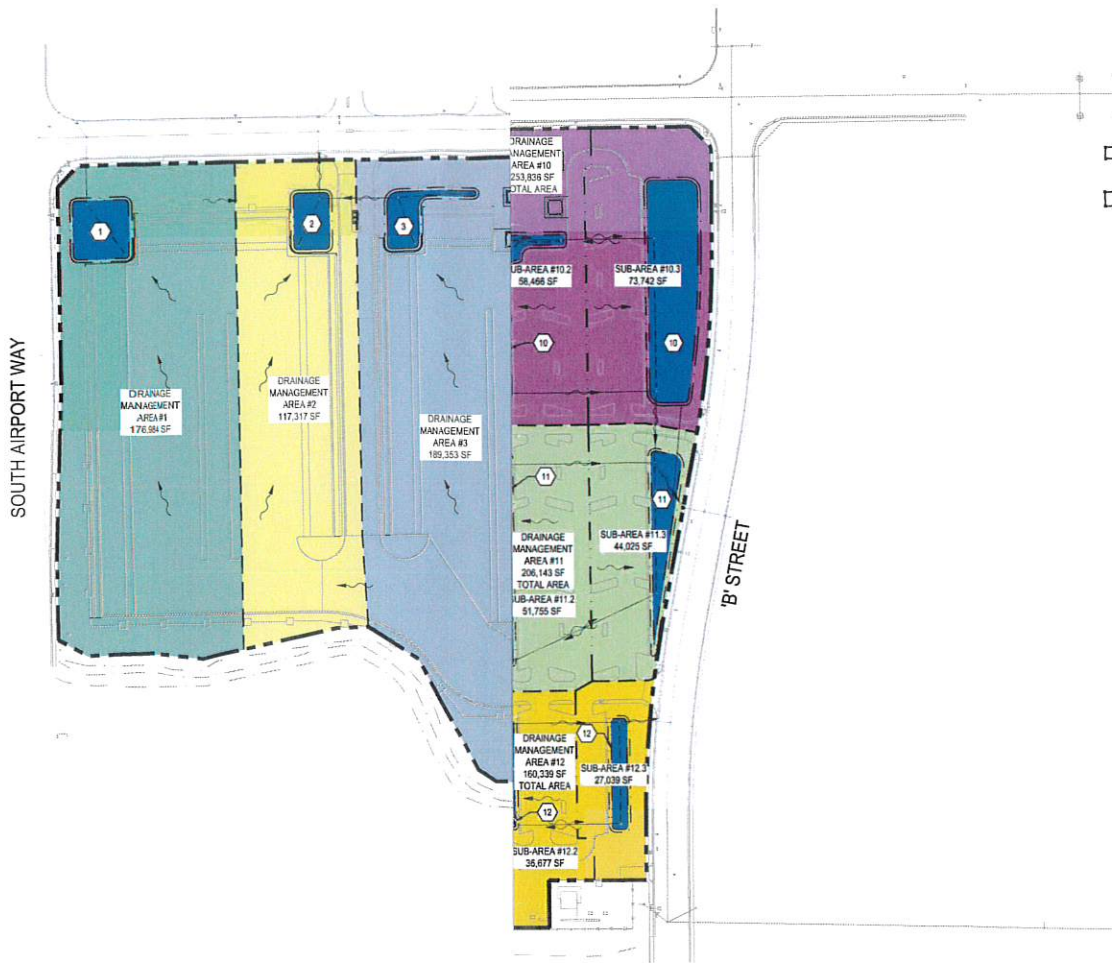 SOUTH AIRPORT WAY
1
2
3
DRAINAGE
MANAGEMENT
AREA#1
176,984 SF
DRAINAGE
MANAGEMENT
AREA #2
117,317 SF
DRAINAGE
MANAGEMENT
AREA #3
189,353 SF
DRAINAGE
MANAGEMENT
AREA #10
253,836 SF
TOTAL AREA
SUB-AREA #10.2
56,466 SF
SUB-AREA #10.3
73,742 SF
10
10
11
11
DRAINAGE
MANAGEMENT
AREA #11
206,143 SF
TOTAL AREA
SUB-AREA #11.2
51,755 SF
SUB-AREA #11.3
44,025 SF
'B' STREET
12
DRAINAGE
MANAGEMENT
AREA #12
160,339 SF
TOTAL AREA
SUB-AREA #12.3
27,039 SF
12
SUB-AREA #12.2
36,677 SF